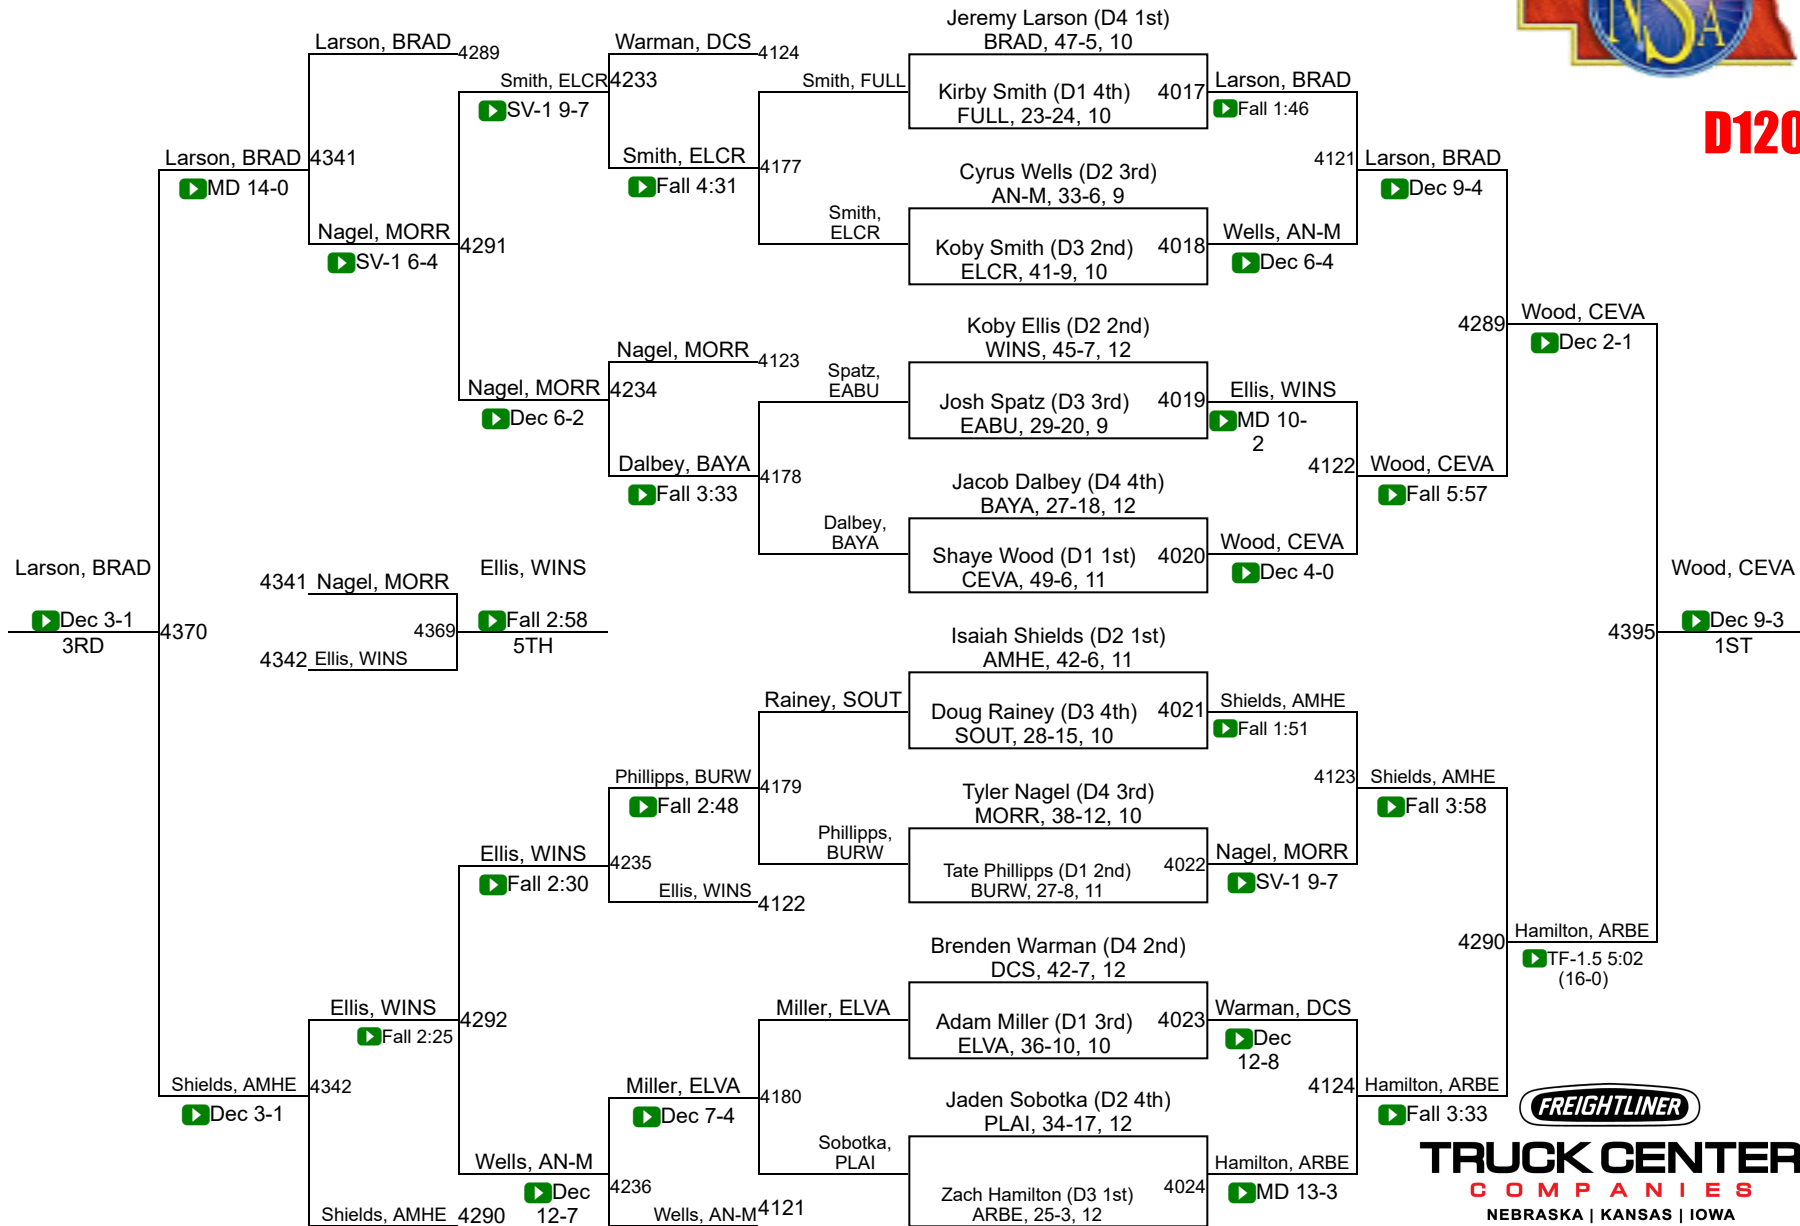 NSA
D120
Larson, BRAD
Dec 3-1
3RD
4370
Larson, BRAD
MD 14-0
4341
Larson, BRAD
4289
Nagel, MORR
SV-1 6-4
4291
Smith, ELCR
SV-1 9-7
4233
Warman, DCS
4124
Smith, ELCR
Fall 4:31
4177
Smith, FULL
Smith,
ELCR
Nagel, MORR
Dec 6-2
4234
Nagel, MORR
4123
Dalbey, BAYA
Fall 3:33
4178
Spatz,
EABU
Dalbey,
BAYA
4341
Nagel, MORR
4342
Ellis, WINS
4369
Ellis, WINS
Fall 2:58
5TH
Shields, AMHE
Dec 3-1
4342
Ellis, WINS
Fall 2:25
4292
Shields, AMHE
4290
Ellis, WINS
Fall 2:30
4235
Phillipps, BURW
Fall 2:48
4179
Ellis, WINS
4122
Rainey, SOUT
Phillipps,
BURW
Wells, AN-M
Dec
12-7
4236
Miller, ELVA
Dec 7-4
4180
Wells, AN-M
4121
Miller, ELVA
Sobotka,
PLAI
Jeremy Larson (D4 1st)
BRAD, 47-5, 10
Kirby Smith (D1 4th)
FULL, 23-24, 10
4017
Cyrus Wells (D2 3rd)
AN-M, 33-6, 9
Koby Smith (D3 2nd)
ELCR, 41-9, 10
4018
Koby Ellis (D2 2nd)
WINS, 45-7, 12
Josh Spatz (D3 3rd)
EABU, 29-20, 9
4019
Jacob Dalbey (D4 4th)
BAYA, 27-18, 12
Shaye Wood (D1 1st)
CEVA, 49-6, 11
4020
Isaiah Shields (D2 1st)
AMHE, 42-6, 11
Doug Rainey (D3 4th)
SOUT, 28-15, 10
4021
Tyler Nagel (D4 3rd)
MORR, 38-12, 10
Tate Phillipps (D1 2nd)
BURW, 27-8, 11
4022
Brenden Warman (D4 2nd)
DCS, 42-7, 12
Adam Miller (D1 3rd)
ELVA, 36-10, 10
4023
Jaden Sobotka (D2 4th)
PLAI, 34-17, 12
Zach Hamilton (D3 1st)
ARBE, 25-3, 12
4024
Larson, BRAD
Fall 1:46
Wells, AN-M
Dec 6-4
4121
Larson, BRAD
Dec 9-4
Ellis, WINS
MD 10-
2
Wood, CEVA
Dec 4-0
4122
Wood, CEVA
Fall 5:57
4289
Wood, CEVA
Dec 2-1
Shields, AMHE
Fall 1:51
Nagel, MORR
SV-1 9-7
4123
Shields, AMHE
Fall 3:58
Warman, DCS
Dec
12-8
Hamilton, ARBE
MD 13-3
4124
Hamilton, ARBE
Fall 3:33
4290
Hamilton, ARBE
TF-1.5 5:02
(16-0)
4395
Wood, CEVA
Dec 9-3
1ST
FREIGHTLINER
TRUCK CENTER
COMPANIES
NEBRASKA | KANSAS | IOWA